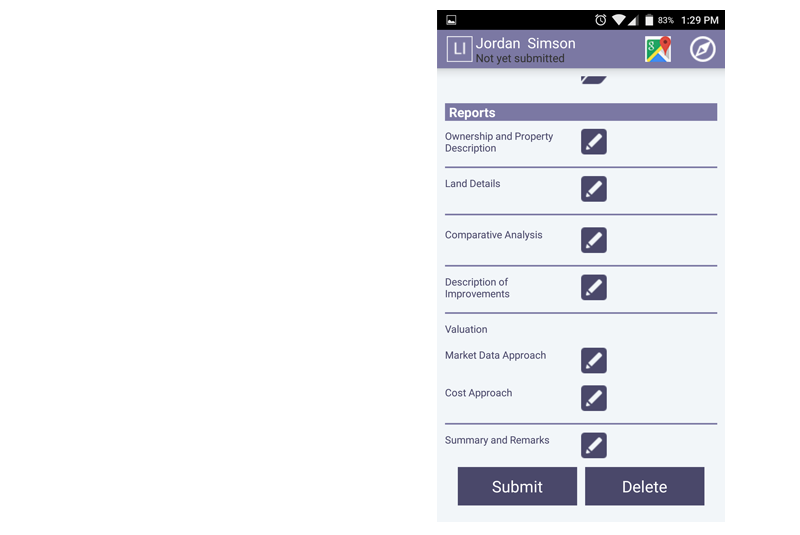 83% 1:29 PM
LI Jordan Simson
Not yet submitted
Reports
Ownership and Property
Description
Land Details
Comparative Analysis
Description of
Improvements
Valuation
Market Data Approach
Cost Approach
Summary and Remarks
Submit Delete